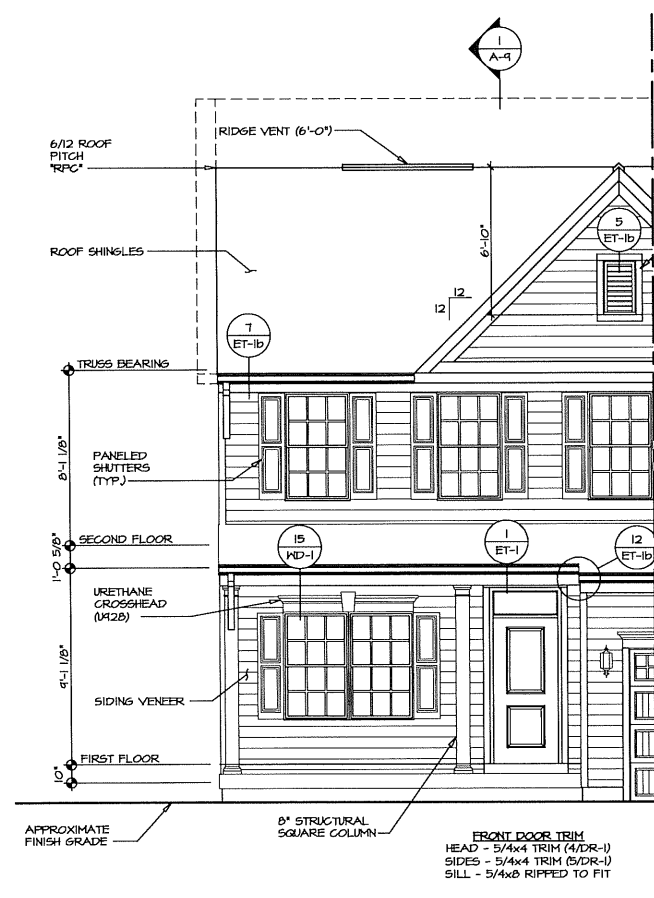 1
A-9
RIDGE VENT (6'-0")
6/12 ROOF
PITCH
"RPC"
5
ET-1b
6'-10"
ROOF SHINGLES
12
12
7
ET-1b
TRUSS BEARING
8'-1 1/8"
PANELED
SHUTTERS
(TYP.)
15
WD-1
1
ET-1
12
ET-1b
SECOND FLOOR
1'-0 5/8"
URETHANE
CROSSHEAD
(U928)
9'-1 1/8"
SIDING VENEER
FIRST FLOOR
10"
APPROXIMATE
FINISH GRADE
8" STRUCTURAL
SQUARE COLUMN
FRONT DOOR TRIM
HEAD - 5/4x4 TRIM (4/DR-1)
SIDES - 5/4x4 TRIM (5/DR-1)
SILL - 5/4x8 RIPPED TO FIT